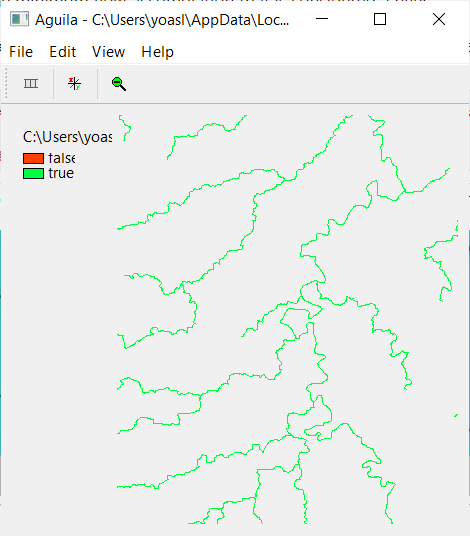 Aguila - C:\Users\yoasl\AppData\Loc...
File Edit View Help
C:\Users\yoas
false
true